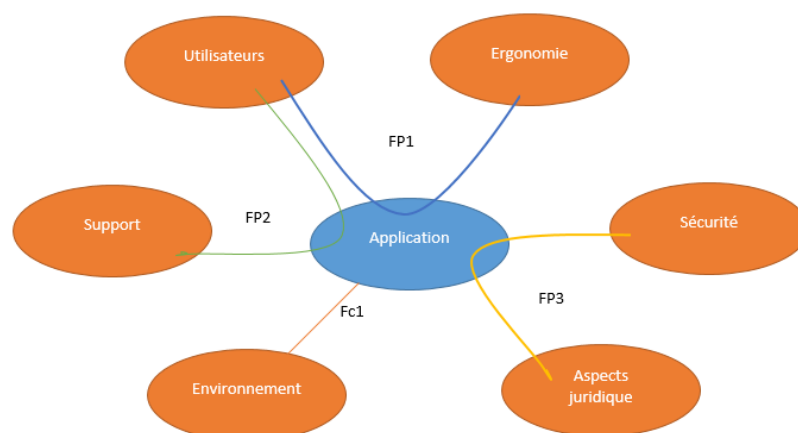 Utilisateurs
Ergonomie
FP1
Support
FP2
Application
Sécurité
Fc1
FP3
Environnement
Aspects
juridique